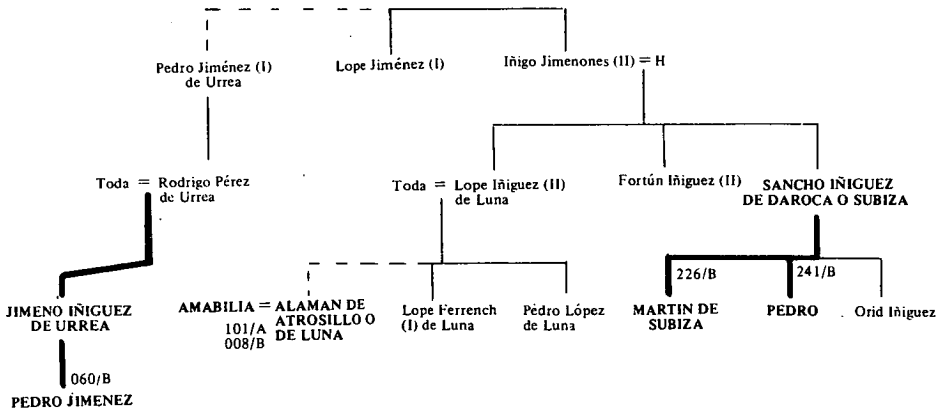 Pedro Jiménez (I)
de Urrea
Lope Jiménez (I)
Iñigo Jimenones (II) = H
Toda = Rodrigo Pérez
de Urrea
Toda = Lope Iñiguez (II)
de Luna
Fortún Iñiguez (II)
SANCHO IÑIGUEZ
DE DAROCA O SUBIZA
JIMENO IÑIGUEZ
DE URREA
AMABILIA = ALAMAN DE
ATROSILLO O
DE LUNA
101/A
008/B
Lope Ferrench
(I) de Luna
Pedro López
de Luna
226/B
MARTIN DE
SUBIZA
241/B
PEDRO
Orid Iñiguez
060/B
PEDRO JIMENEZ